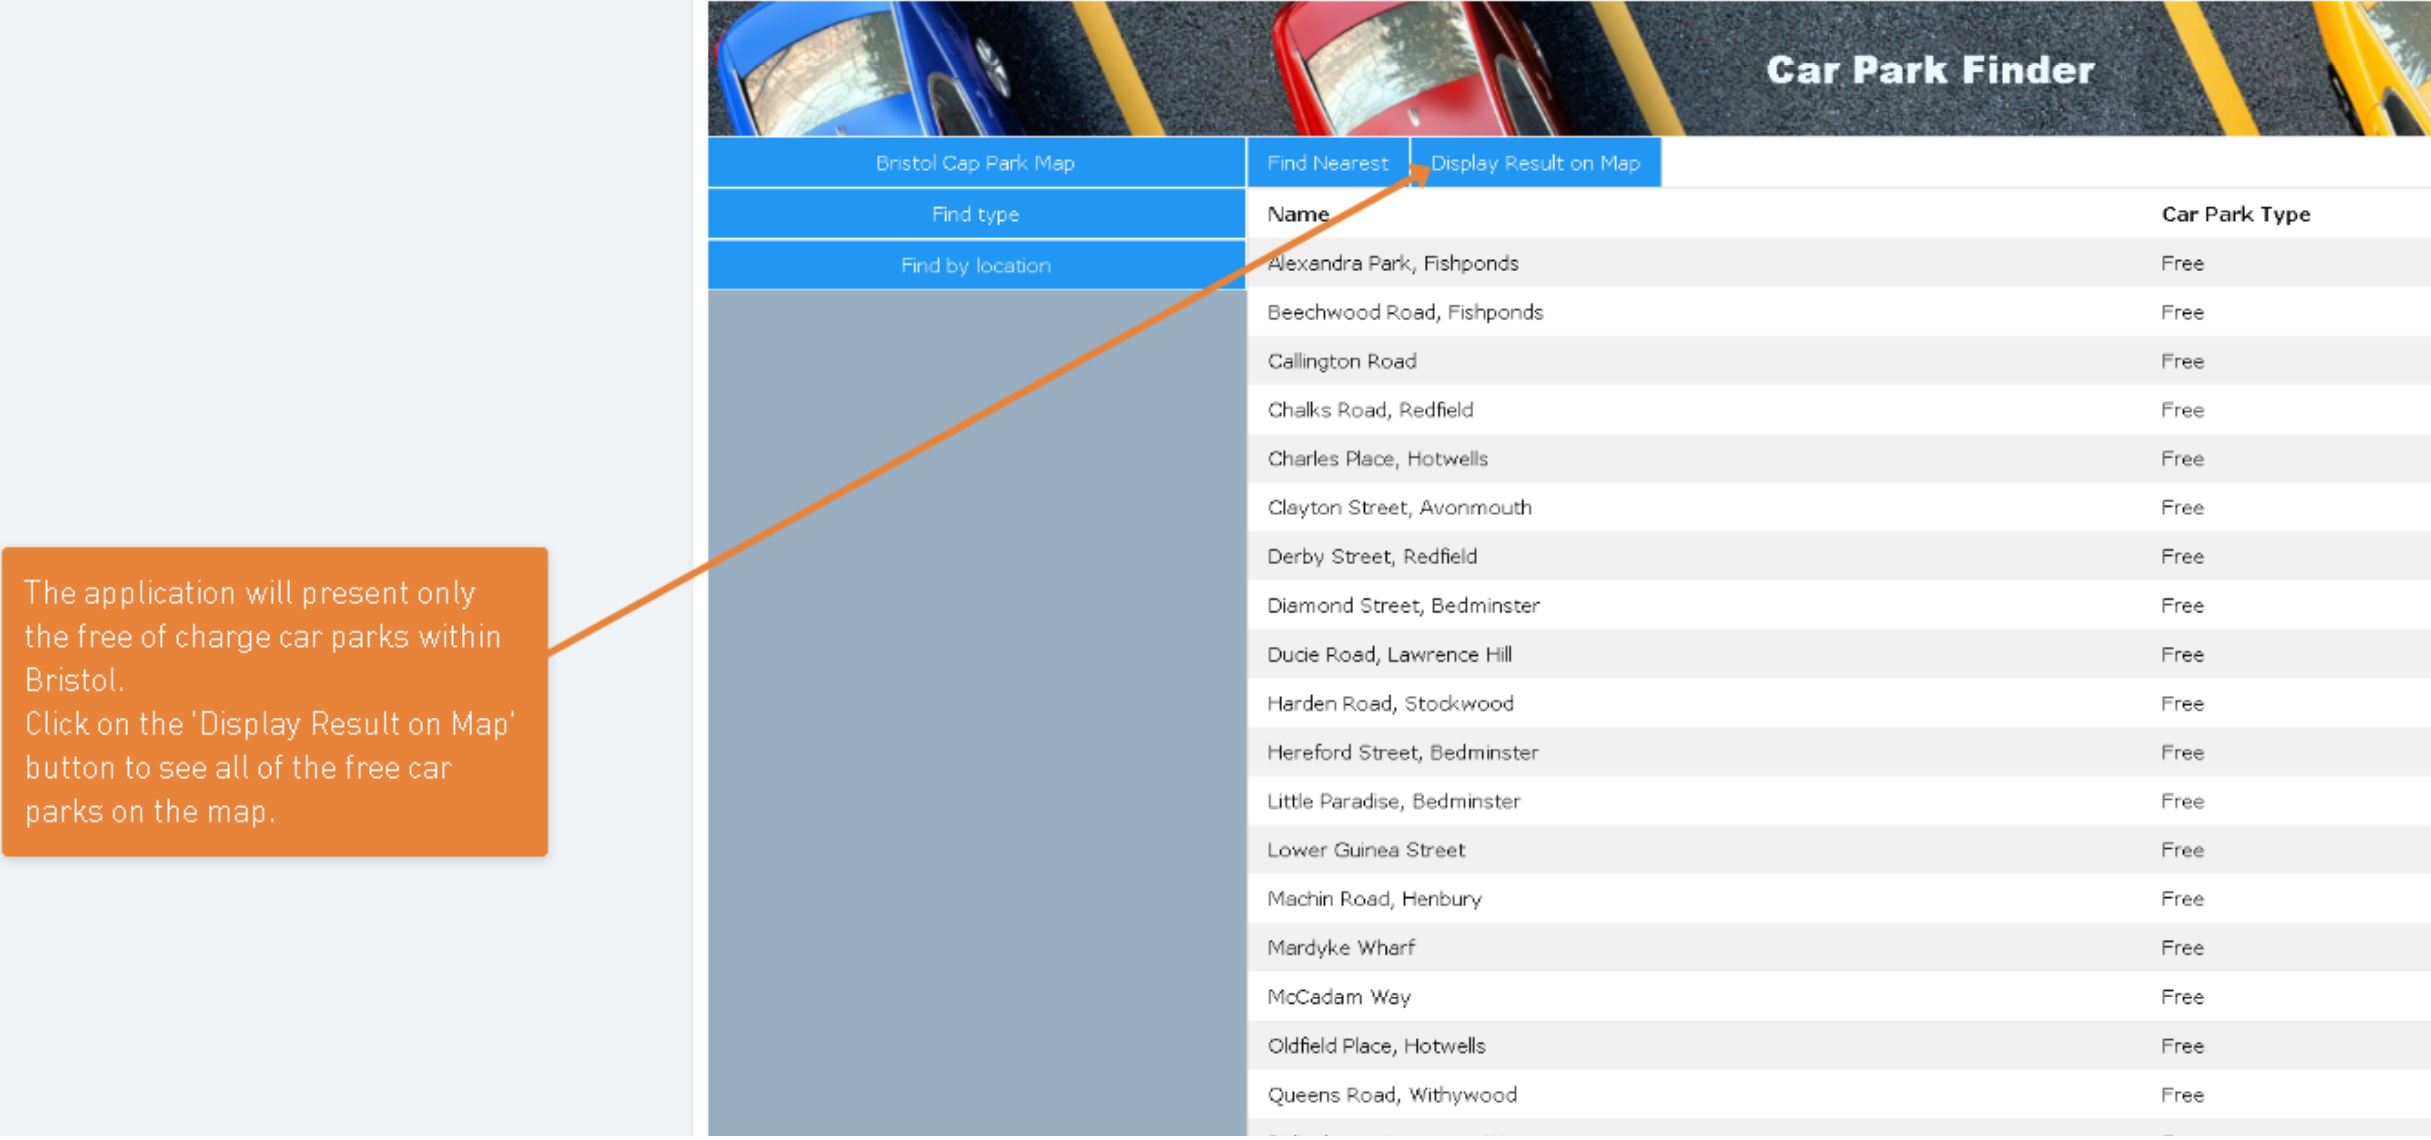 Car Park Finder
Bristol Cap Park Map
Find Nearest
Display Result on Map
Find type
Find by location
Name Car Park Type
Alexandra Park, Fishponds Free
Beechwood Road, Fishponds Free
Callington Road Free
Chalks Road, Redfield Free
Charles Place, Hotwells Free
Clayton Street, Avonmouth Free
Derby Street, Redfield Free
Diamond Street, Bedminster Free
Ducie Road, Lawrence Hill Free
Harden Road, Stockwood Free
Hereford Street, Bedminster Free
Little Paradise, Bedminster Free
Lower Guinea Street Free
Machin Road, Henbury Free
Mardyke Wharf Free
McCadam Way Free
Oldfield Place, Hotwells Free
Queens Road, Withywood Free
The application will present only
the free of charge car parks within
Bristol.
Click on the 'Display Result on Map'
button to see all of the free car
parks on the map.